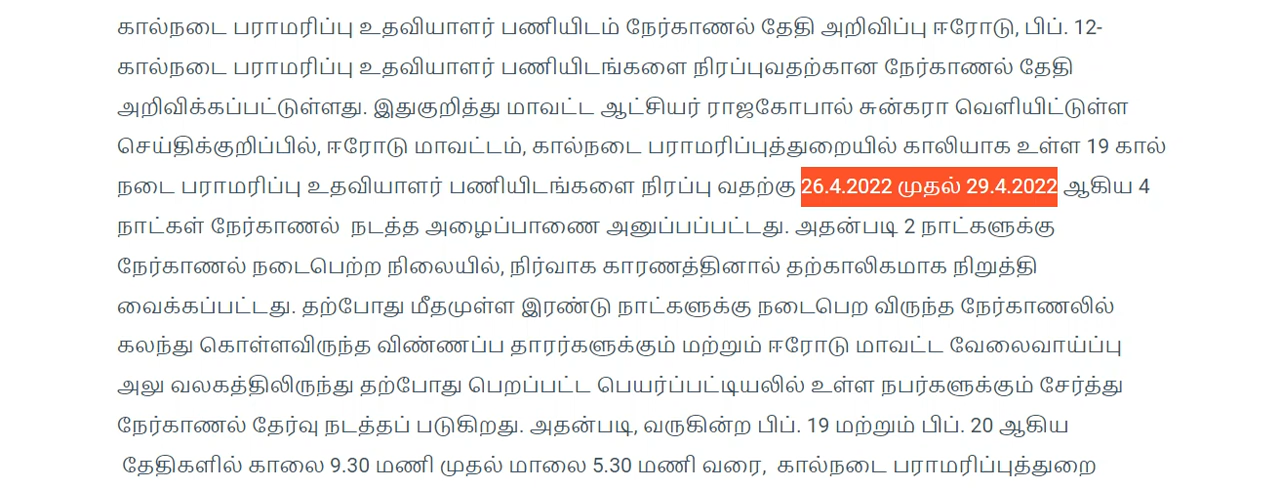 கால்நடை பராமரிப்பு உதவியாளர் பணியிடம் நேர்காணல் தேதி அறிவிப்பு ஈரோடு, பிப். 12-
கால்நடை பராமரிப்பு உதவியாளர் பணியிடங்களை நிரப்புவதற்கான நேர்காணல் தேதி
அறிவிக்கப்பட்டுள்ளது. இதுகுறித்து மாவட்ட ஆட்சியர் ராஜகோபால் சுன்கரா வெளியிட்டுள்ள
செய்திக்குறிப்பில், ஈரோடு மாவட்டம், கால்நடை பராமரிப்புத்துறையில் காலியாக உள்ள 19 கால்
நடை பராமரிப்பு உதவியாளர் பணியிடங்களை நிரப்பு வதற்கு 26.4.2022 முதல் 29.4.2022 ஆகிய 4
நாட்கள் நேர்காணல் நடத்த அழைப்பாணை அனுப்பப்பட்டது. அதன்படி 2 நாட்களுக்கு
நேர்காணல் நடைபெற்ற நிலையில், நிர்வாக காரணத்தினால் தற்காலிகமாக நிறுத்தி
வைக்கப்பட்டது. தற்போது மீதமுள்ள இரண்டு நாட்களுக்கு நடைபெற விருந்த நேர்காணலில்
கலந்து கொள்ளவிருந்த விண்ணப்ப தாரர்களுக்கும் மற்றும் ஈரோடு மாவட்ட வேலைவாய்ப்பு
அலு வலகத்திலிருந்து தற்போது பெறப்பட்ட பெயர்ப்பட்டியலில் உள்ள நபர்களுக்கும் சேர்த்து
நேர்காணல் தேர்வு நடத்தப் படுகிறது. அதன்படி, வருகின்ற பிப். 19 மற்றும் பிப். 20 ஆகிய
தேதிகளில் காலை 9.30 மணி முதல் மாலை 5.30 மணி வரை, கால்நடை பராமரிப்புத்துறை